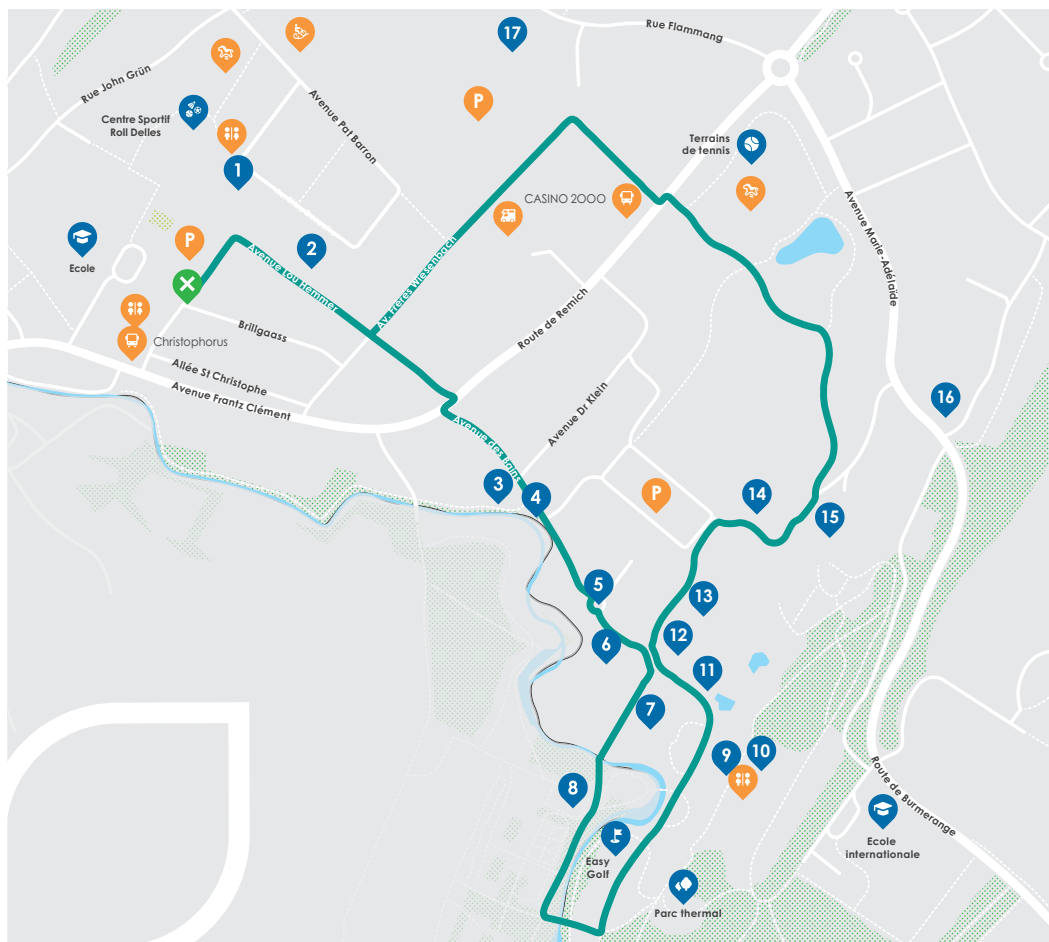 17
Rue Flammang
Rue John Grün
Avenue Pat Barron
P
Centre Sportif
Roll Delles
Terrains
de tennis
1
CASINO 2000
Avenue Marie-Adélaïde
Ecole
P
2
Avenue Lou Hemmer
Av. Frères Wiesenbach
Route de Remich
Brillgaass
Christophorus
Allée St Christophe
Avenue Frantz Clément
Avenue Dr Klein
16
Avenue des Bains
3
4
P
14
15
5
13
6
12
11
7
9
10
8
Route de Burmerange
Easy
Golf
Ecole
internationale
Parc thermal